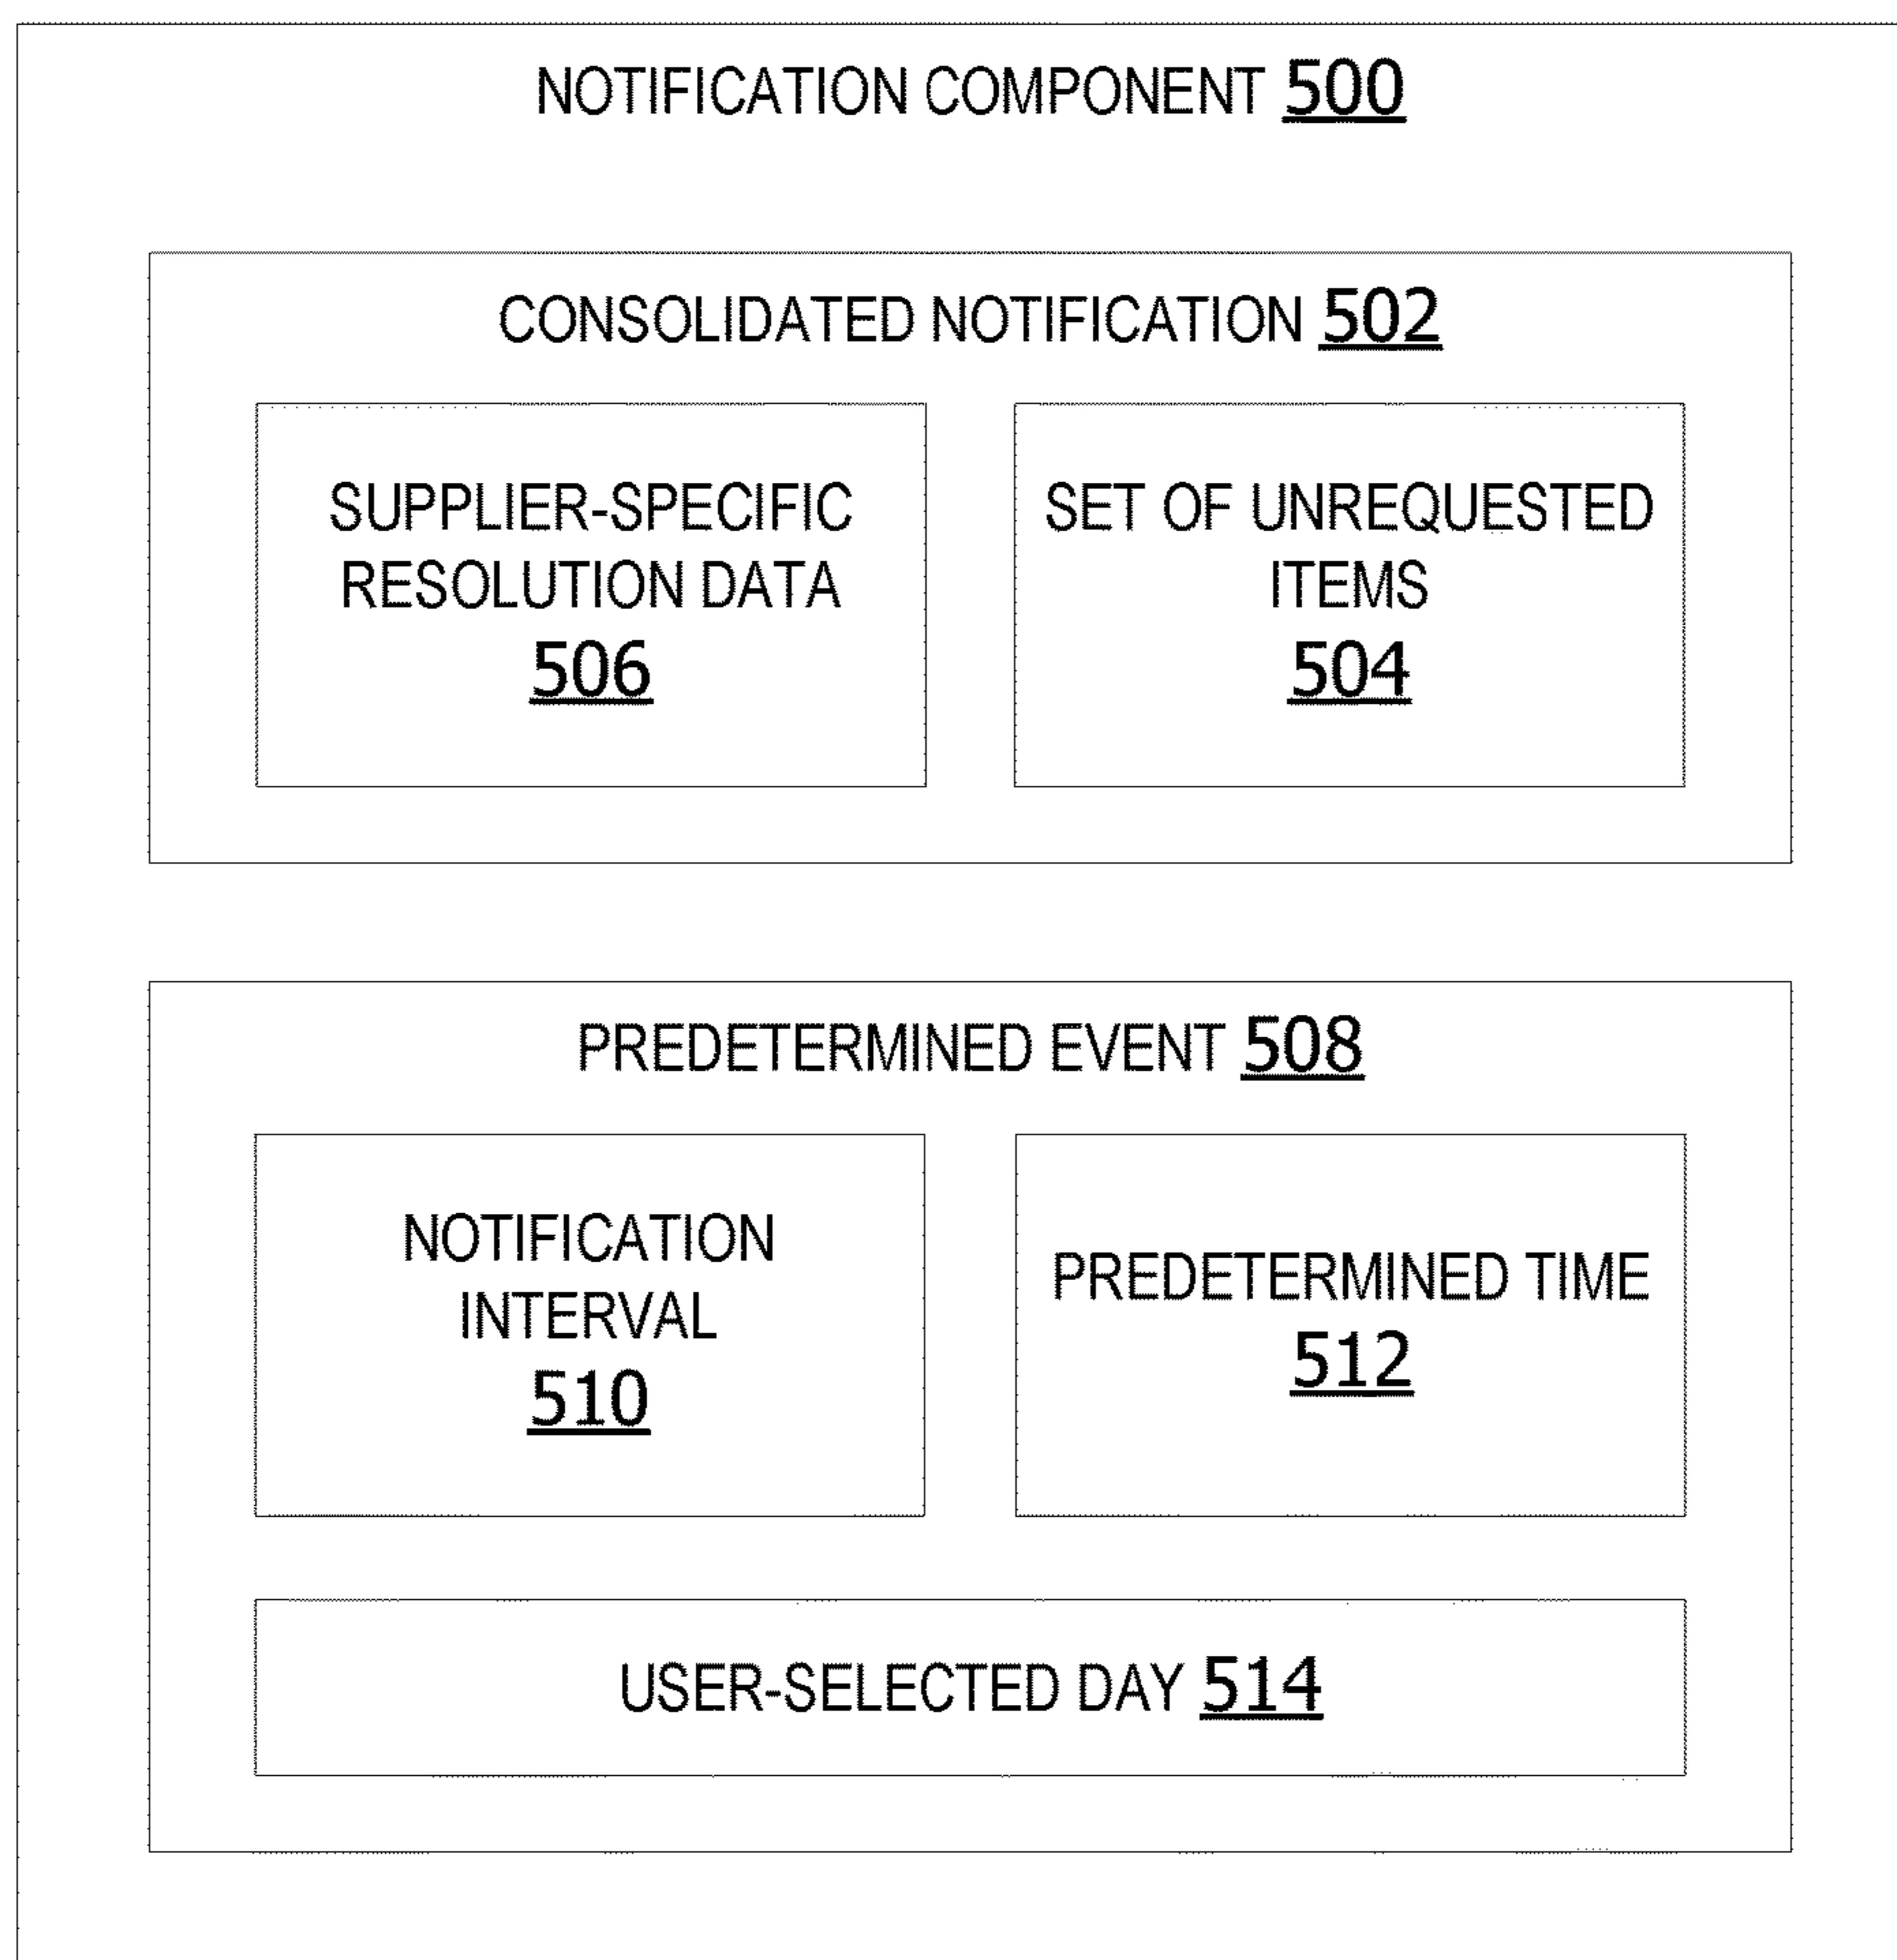 NOTIFICATION COMPONENT 500
CONSOLIDATED NOTIFICATION 502
SUPPLIER-SPECIFIC
RESOLUTION DATA
506
SET OF UNREQUESTED
ITEMS
504
PREDETERMINED EVENT 508
NOTIFICATION
INTERVAL
510
PREDETERMINED TIME
512
USER-SELECTED DAY 514